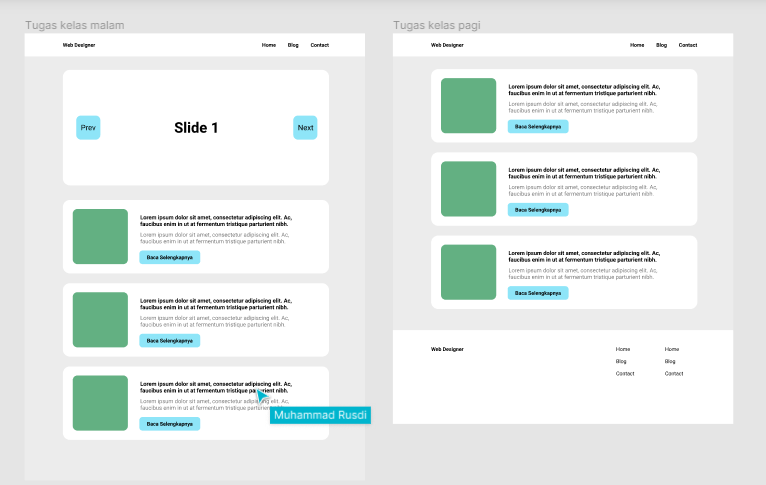 Tugas kelas malam
Web Designer
Home
Blog
Contact
Prev
Slide 1
Next
Lorem ipsum dolor sit amet, consectetur adipiscing elit. Ac,
faucibus enim in ut at fermentum tristique parturient nibh.
Lorem ipsum dolor sit amet, consectetur adipiscing elit. Ac,
faucibus enim in ut at fermentum tristique parturient nibh.
Baca Selengkapnya
Lorem ipsum dolor sit amet, consectetur adipiscing elit. Ac,
faucibus enim in ut at fermentum tristique parturient nibh.
Lorem ipsum dolor sit amet, consectetur adipiscing elit. Ac,
faucibus enim in ut at fermentum tristique parturient nibh.
Baca Selengkapnya
Lorem ipsum dolor sit amet, consectetur adipiscing elit. Ac,
faucibus enim in ut at fermentum tristique parturient nibh.
Lorem ipsum dolor sit amet, consectetur adipiscing elit. Ac,
faucibus enim in ut at fermentum
Baca Selengkapnya
Muhammad Rusdi
Tugas kelas pagi
Web Designer
Home
Blog
Contact
Lorem ipsum dolor sit amet, consectetur adipiscing elit. Ac,
faucibus enim in ut at fermentum tristique parturient nibh.
Lorem ipsum dolor sit amet, consectetur adipiscing elit. Ac,
faucibus enim in ut at fermentum tristique parturient nibh.
Baca Selengkapnya
Lorem ipsum dolor sit amet, consectetur adipiscing elit. Ac,
faucibus enim in ut at fermentum tristique parturient nibh.
Lorem ipsum dolor sit amet, consectetur adipiscing elit. Ac,
faucibus enim in ut at fermentum tristique parturient nibh.
Baca Selengkapnya
Lorem ipsum dolor sit amet, consectetur adipiscing elit. Ac,
faucibus enim in ut at fermentum tristique parturient nibh.
Lorem ipsum dolor sit amet, consectetur adipiscing elit. Ac,
faucibus enim in ut at fermentum tristique parturient nibh.
Baca Selengkapnya
Web Designer
Home
Blog
Contact
Home
Blog
Contact